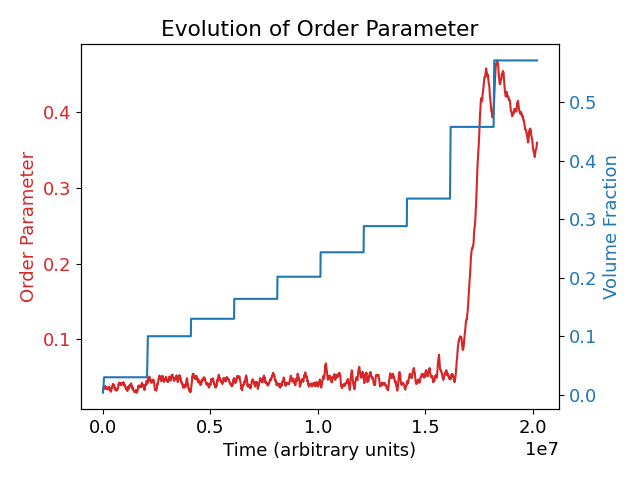 Evolution of Order Parameter
Order Parameter
0.4
0.3
0.2
0.1
0.5
0.4
0.3
0.2
0.1
0.0
Volume Fraction
0.0 0.5 1.0 1.5 2.0
1e7
Time (arbitrary units)